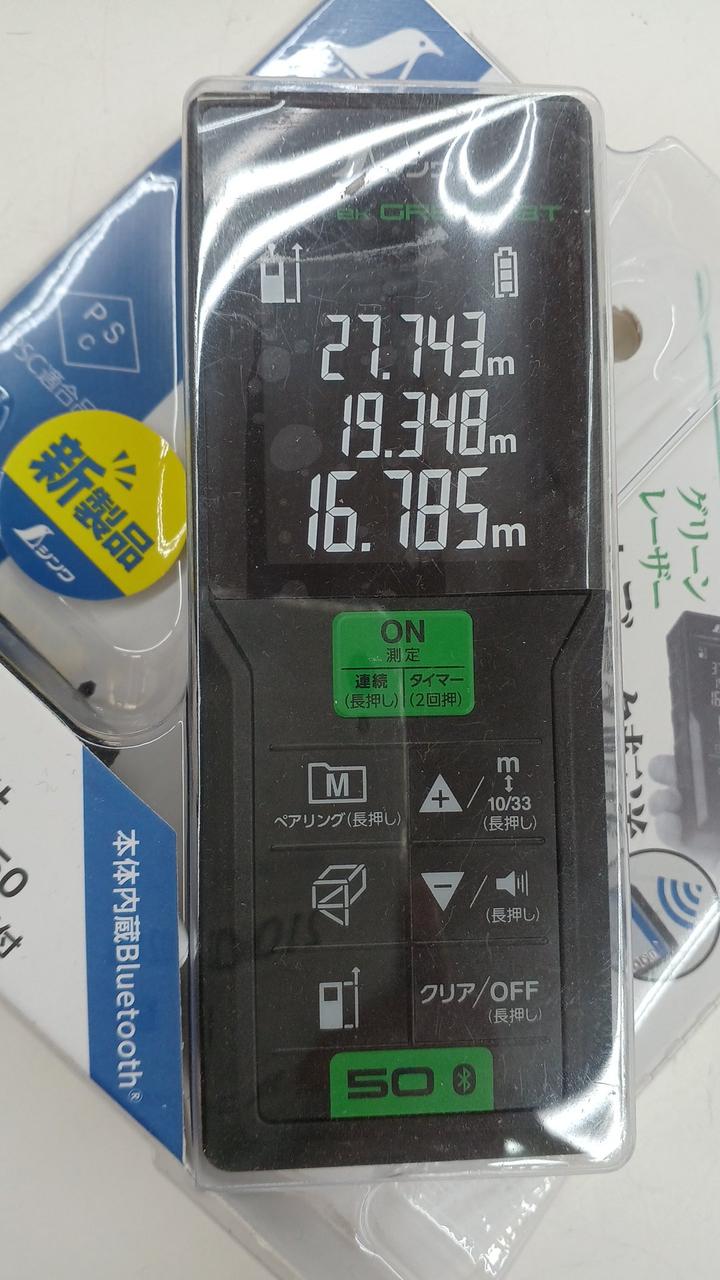 シンワ
BT
27.743m
19.348m
16.785m
ON
測定
連続
(長押し)
タイマー
(2回押)
M
ペアリング(長押し)
+/m
10/33
(長押し)
−/
(長押し)
クリア/OFF
(長押し)
50
PSC
新製品
シンワ
本体内蔵Bluetooth®
グリーン
レーザー